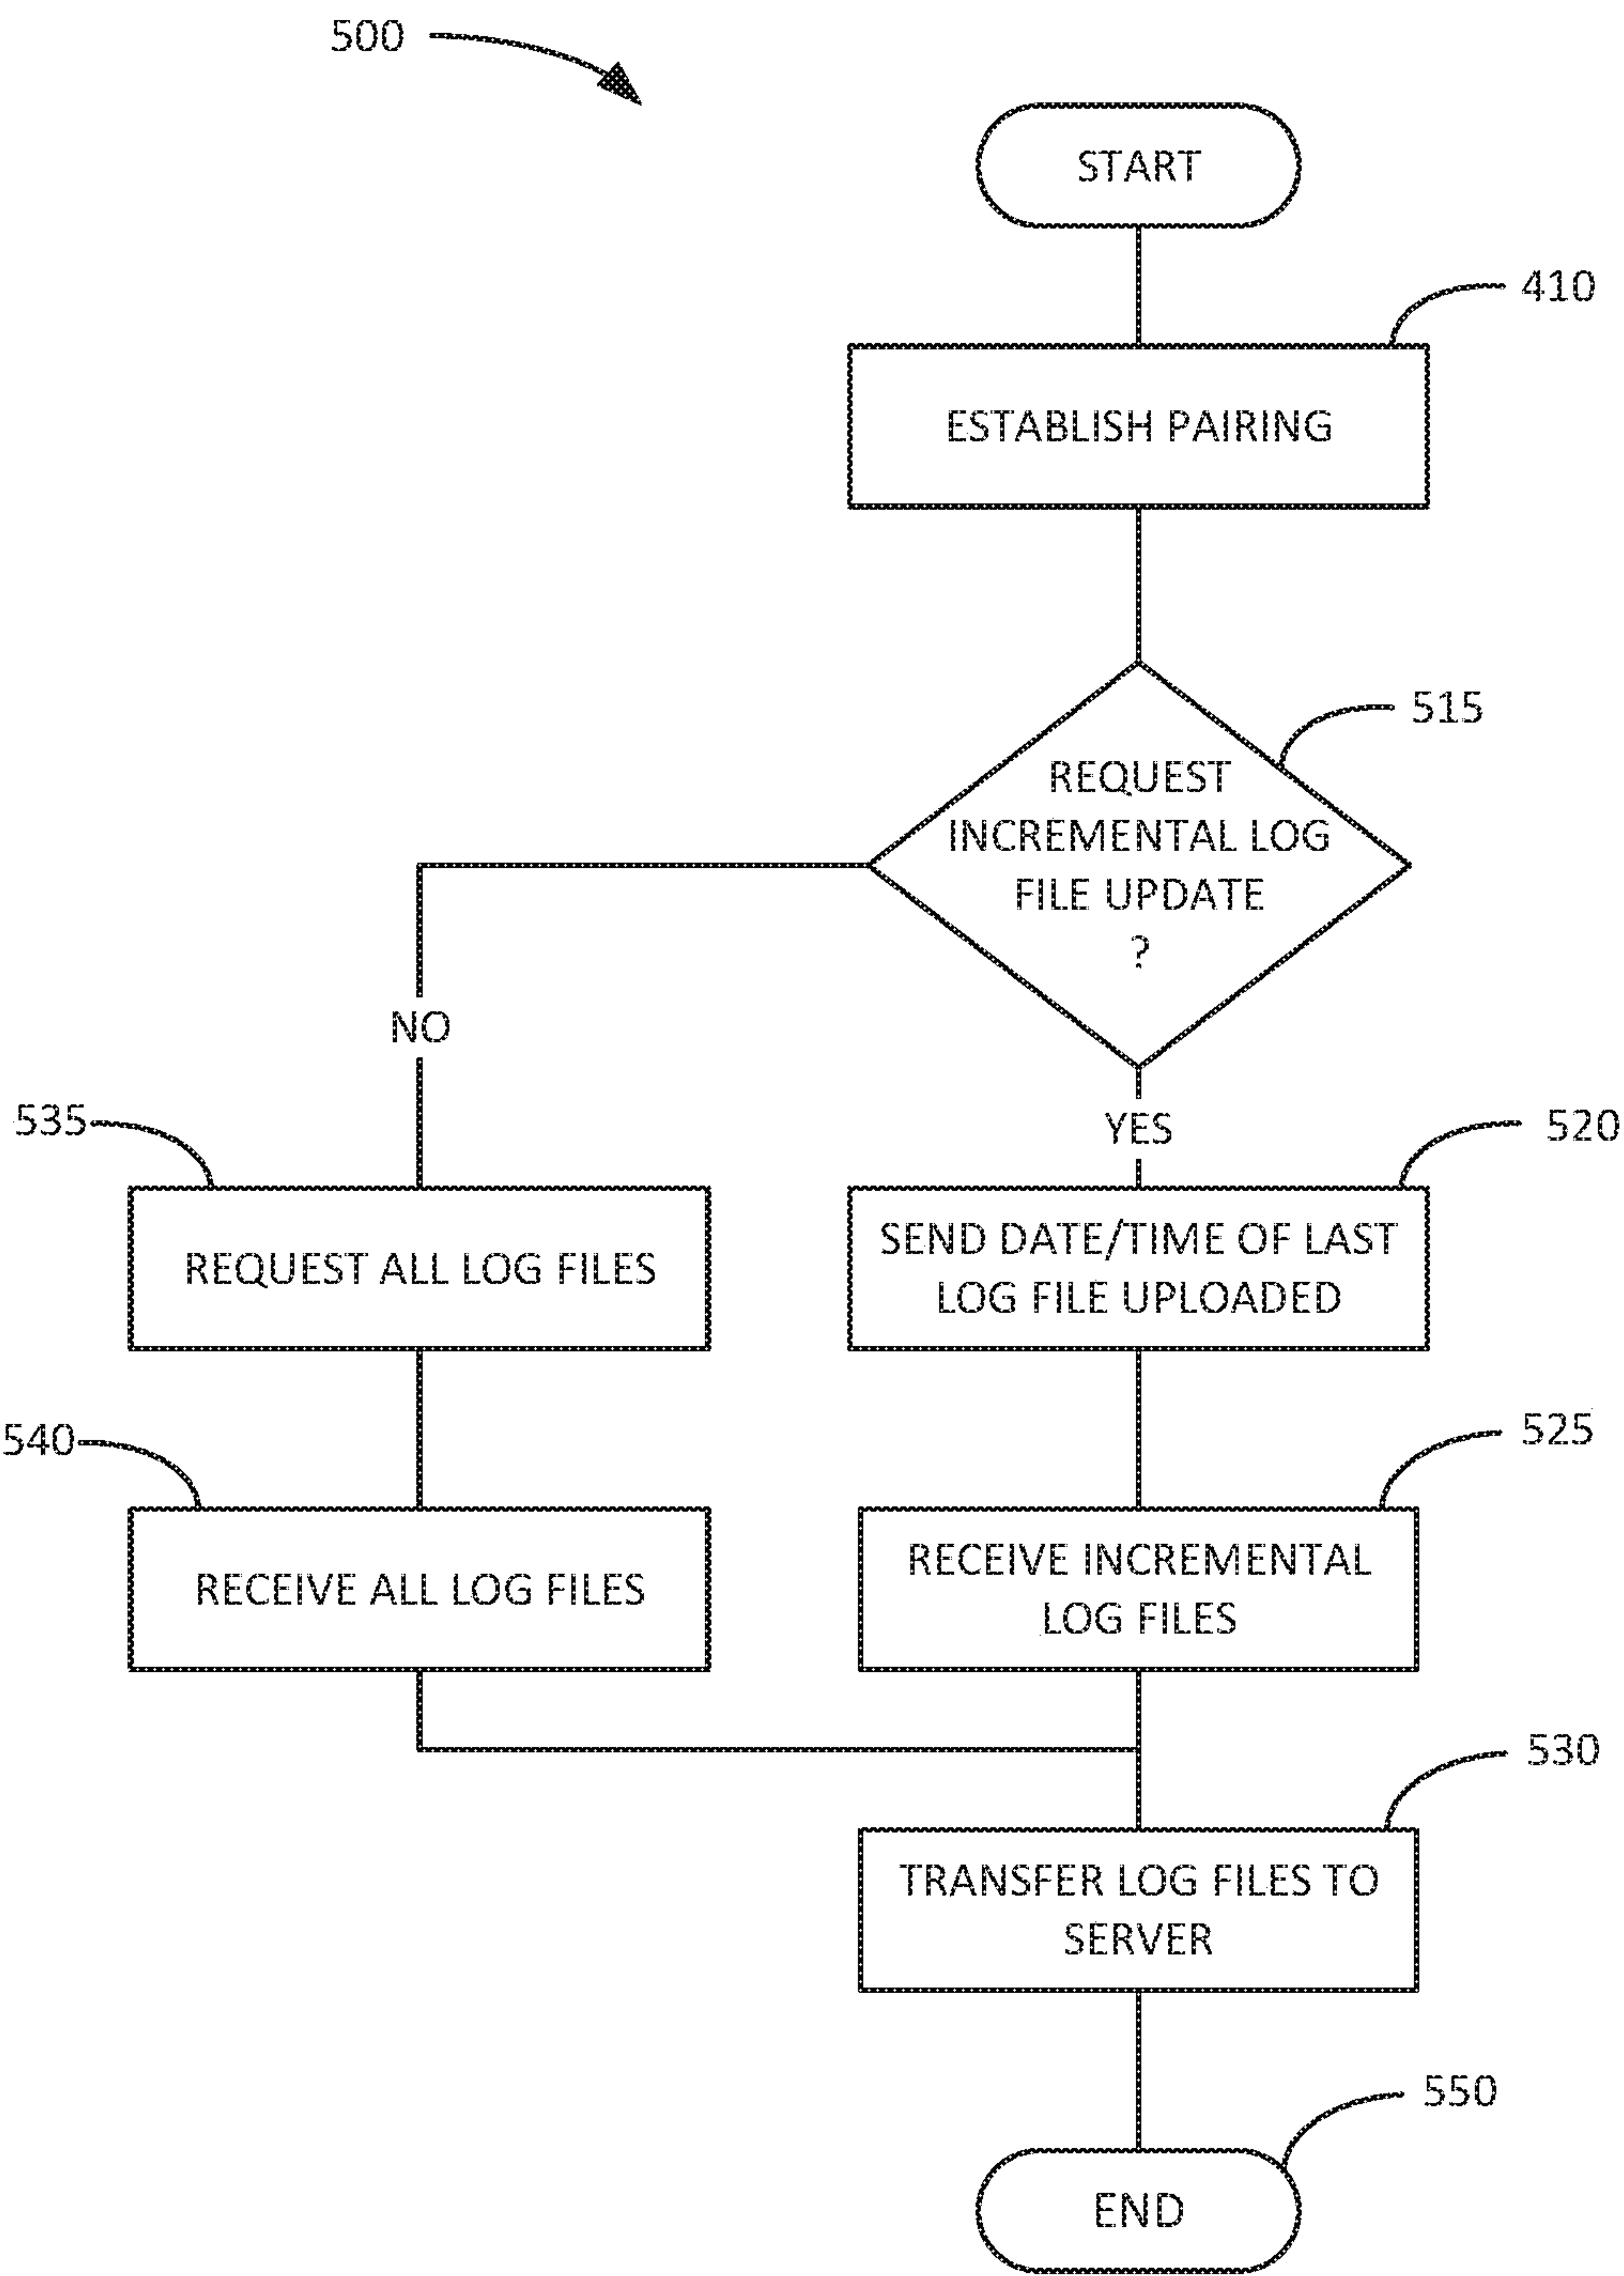 500
START
410
ESTABLISH PAIRING
515
REQUEST
INCREMENTAL LOG
FILE UPDATE
?
NO
YES
535
520
REQUEST ALL LOG FILES
SEND DATE/TIME OF LAST
LOG FILE UPLOADED
540
525
RECEIVE ALL LOG FILES
RECEIVE INCREMENTAL
LOG FILES
530
TRANSFER LOG FILES TO
SERVER
550
END